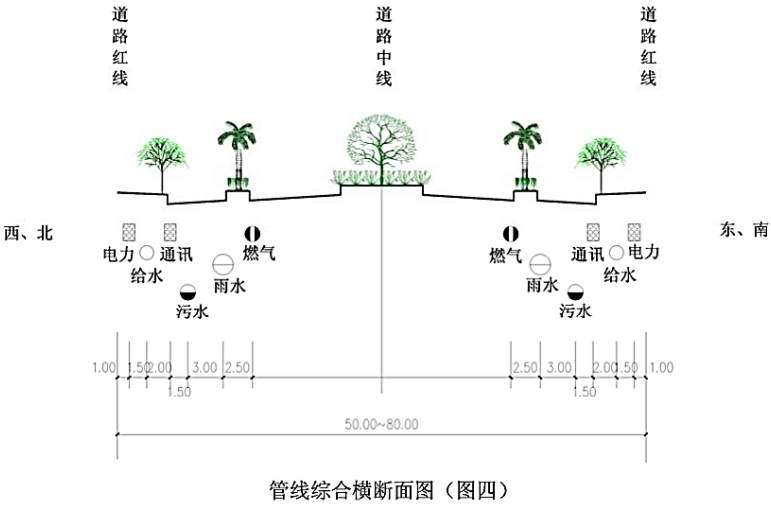 道路红线 道路中线 道路红线
西、北 东、南
电力 通讯 燃气 燃气 通讯 电力
给水 雨水 雨水 给水
污水 污水
1.00 1.50 2.00 3.00 2.50 2.50 3.00 2.00 1.50 1.00
1.50 1.50
50.00~80.00
管线综合横断面图（图四）